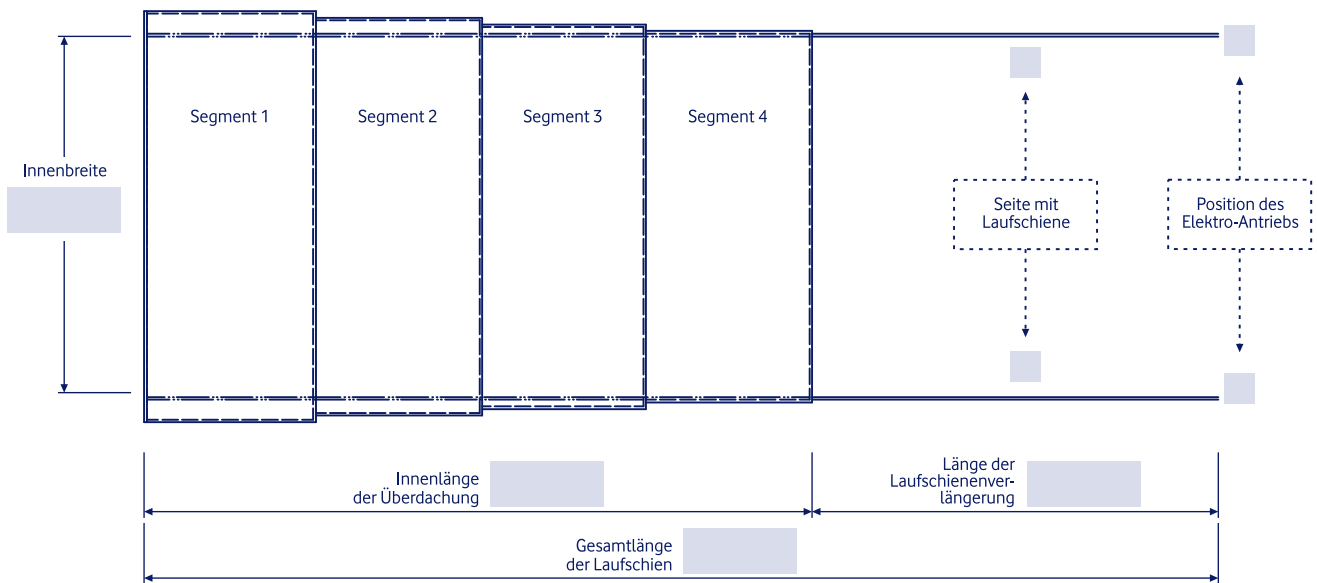 Segment 1
Segment 2
Segment 3
Segment 4
Innenbreite
Seite mit
Laufschiene
Position des
Elektro-Antriebs
Innenlänge
der Überdachung
Länge der
Laufschienenver-
längerung
Gesamtlänge
der Laufschien